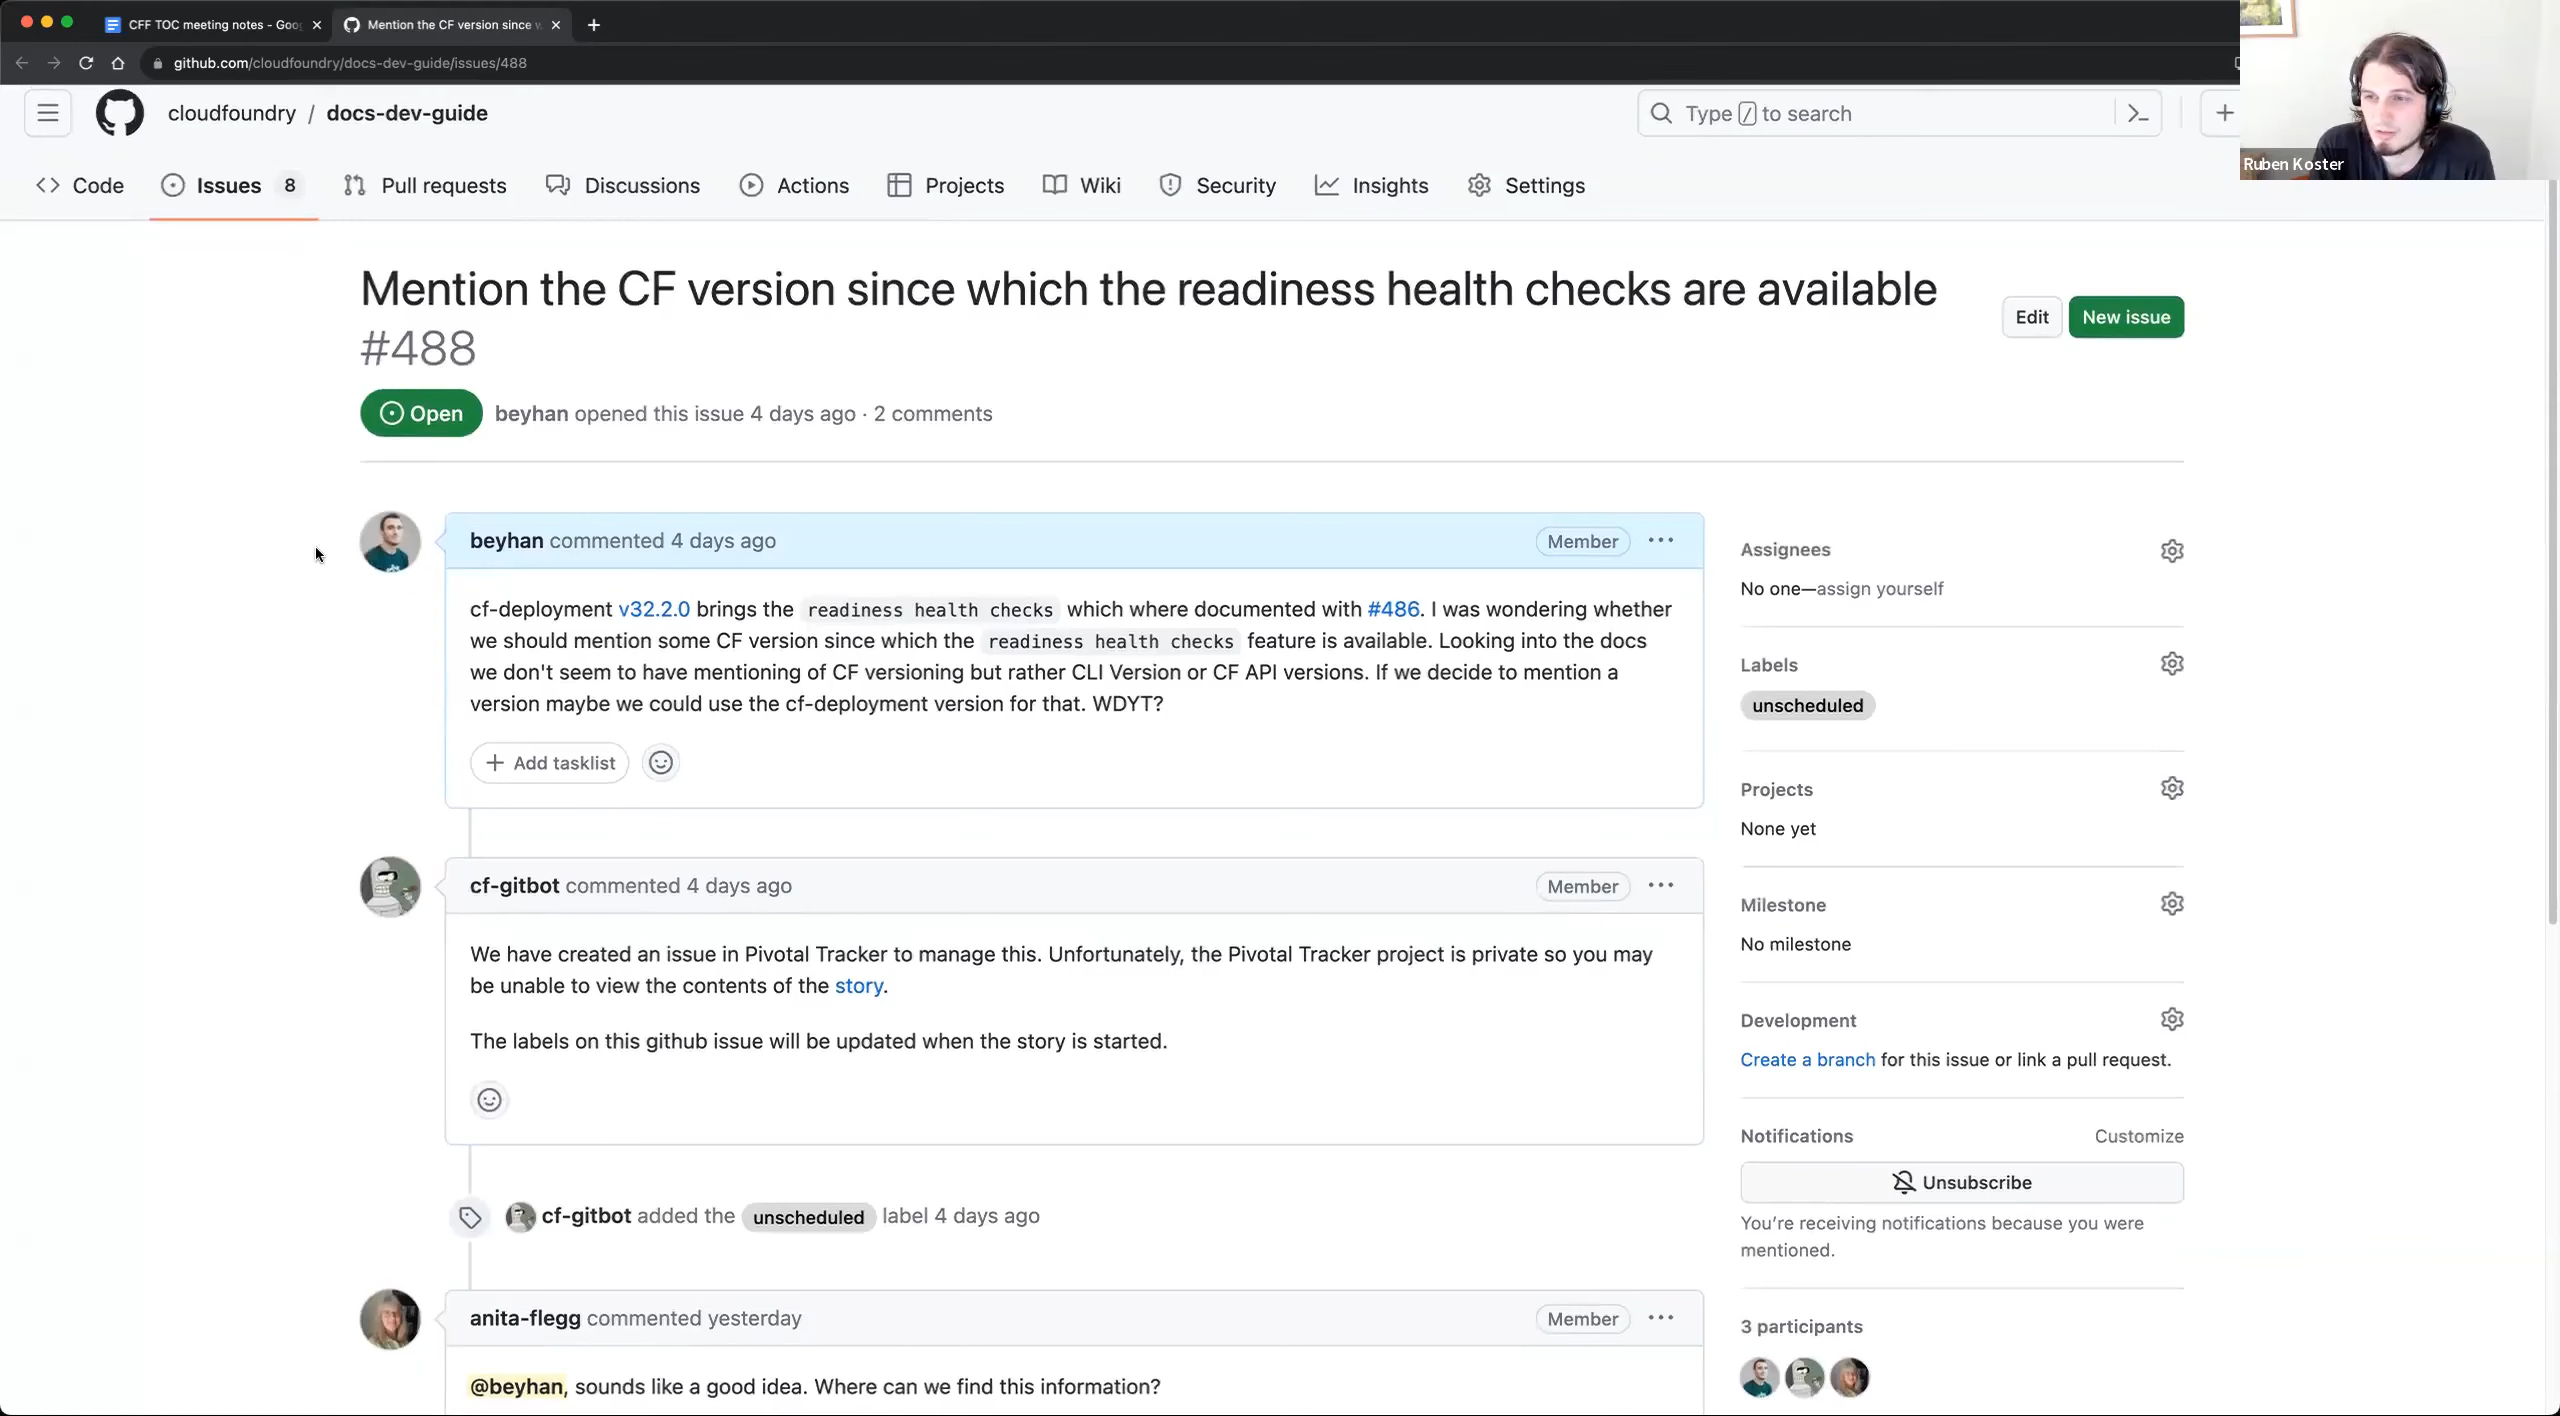 CFF TOC meeting notes - Goo
Mention the CF version since w
github.com/cloudfoundry/docs-dev-guide/issues/488
cloudfoundry / docs-dev-guide
Type / to search
Ruben Koster
Code
Issues 8
Pull requests
Discussions
Actions
Projects
Wiki
Security
Insights
Settings
Mention the CF version since which the readiness health checks are available
#488
Edit
New issue
Open
beyhan opened this issue 4 days ago · 2 comments
beyhan commented 4 days ago
Member
cf-deployment v32.2.0 brings the readiness health checks which where documented with #486. I was wondering whether
we should mention some CF version since which the readiness health checks feature is available. Looking into the docs
we don't seem to have mentioning of CF versioning but rather CLI Version or CF API versions. If we decide to mention a
version maybe we could use the cf-deployment version for that. WDYT?
Add tasklist
cf-gitbot commented 4 days ago
Member
We have created an issue in Pivotal Tracker to manage this. Unfortunately, the Pivotal Tracker project is private so you may
be unable to view the contents of the story.
The labels on this github issue will be updated when the story is started.
cf-gitbot added the unscheduled label 4 days ago
anita-flegg commented yesterday
Member
@beyhan, sounds like a good idea. Where can we find this information?
Assignees
No one—assign yourself
Labels
unscheduled
Projects
None yet
Milestone
No milestone
Development
Create a branch for this issue or link a pull request.
Notifications
Customize
Unsubscribe
You're receiving notifications because you were
mentioned.
3 participants